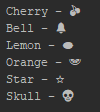 Cherry - 🍒
Bell - 🔔
Lemon - ⬬
Orange - 🍉
Star - ☆
Skull - 💀